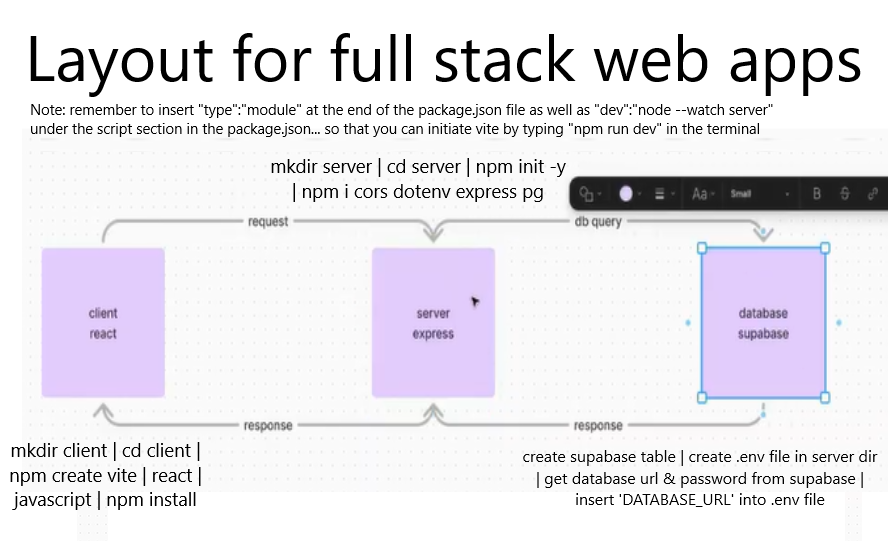 Layout for full stack web apps
Note: remember to insert "type":"module" at the end of the package.json file as well as "dev":"node --watch server"
under the script section in the package.json... so that you can initiate vite by typing "npm run dev" in the terminal
mkdir server | cd server | npm init -y
| npm i cors dotenv express pg
Aa
Small
B
S
request
db query
client
react
server
express
database
supabase
response
response
mkdir client | cd client |
npm create vite | react |
javascript | npm install
create supabase table | create .env file in server dir
| get database url & password from supabase |
insert 'DATABASE_URL' into .env file